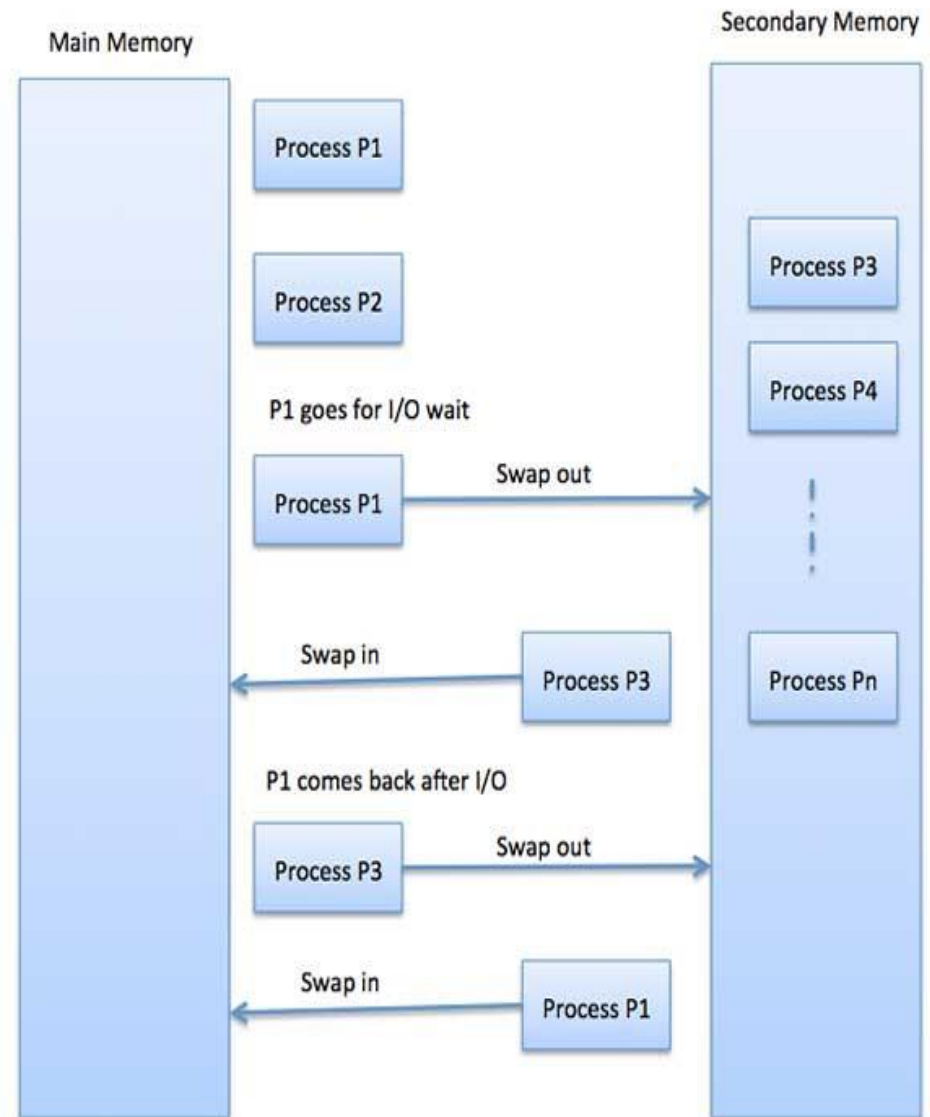 Main Memory
Secondary Memory
Process P1
Process P2
Process P3
Process P4
P1 goes for I/O wait
Process P1
Swap out
Swap in
Process P3
Process Pn
P1 comes back after I/O
Process P3
Swap out
Swap in
Process P1